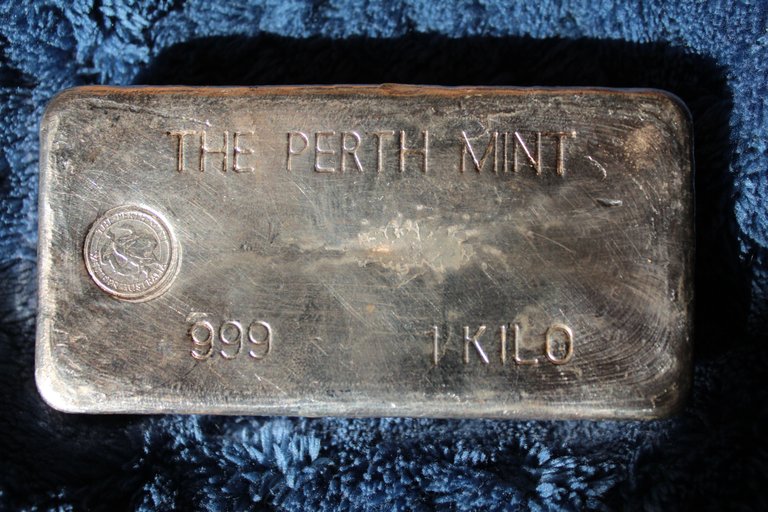 THE PERTH MINT
999
1 KILO